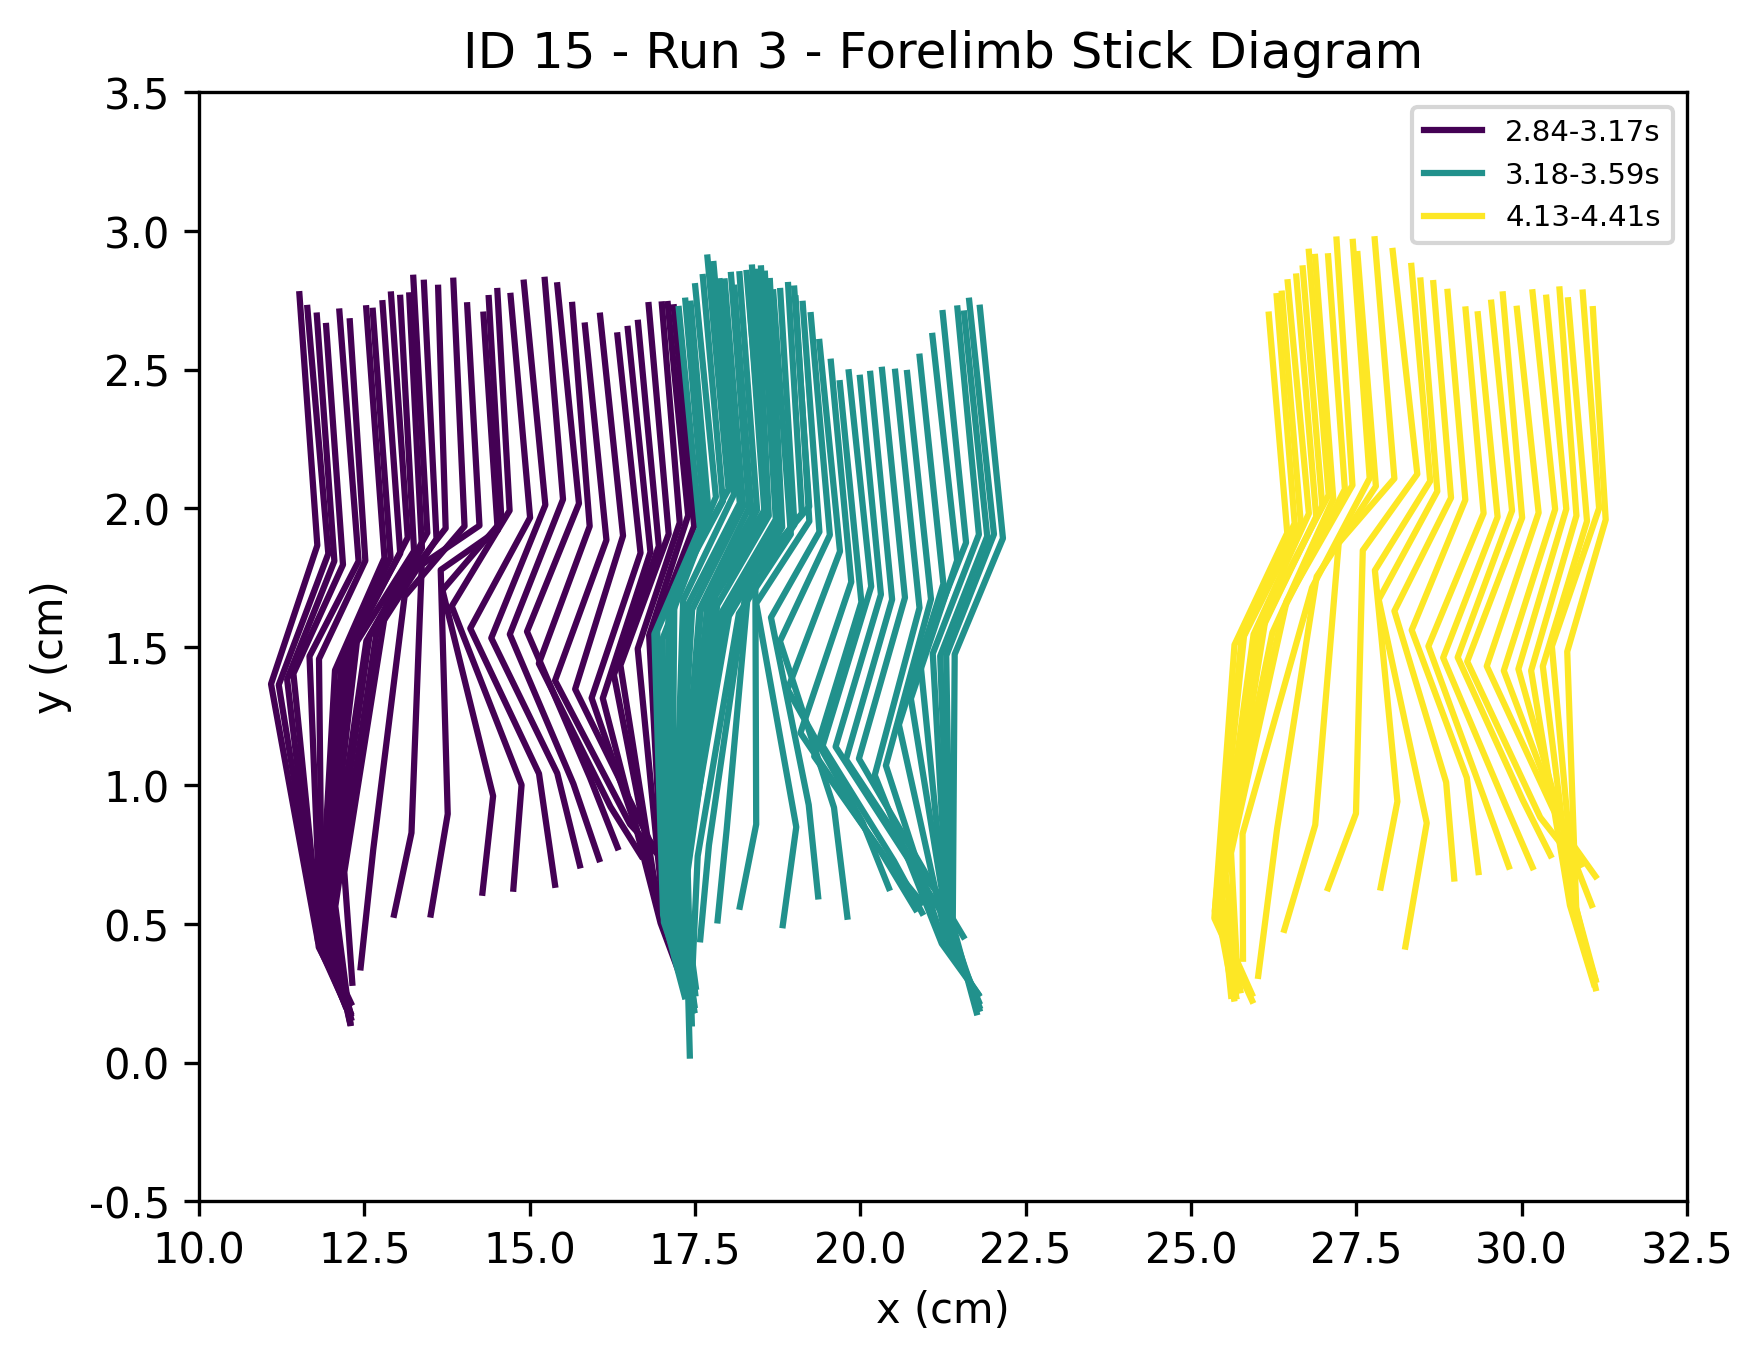 ID 15 - Run 3 - Forelimb Stick Diagram
2.84-3.17s
3.18-3.59s
4.13-4.41s
y (cm)
3.5
3.0
2.5
2.0
1.5
1.0
0.5
0.0
-0.5
10.0 12.5 15.0 17.5 20.0 22.5 25.0 27.5 30.0 32.5
x (cm)